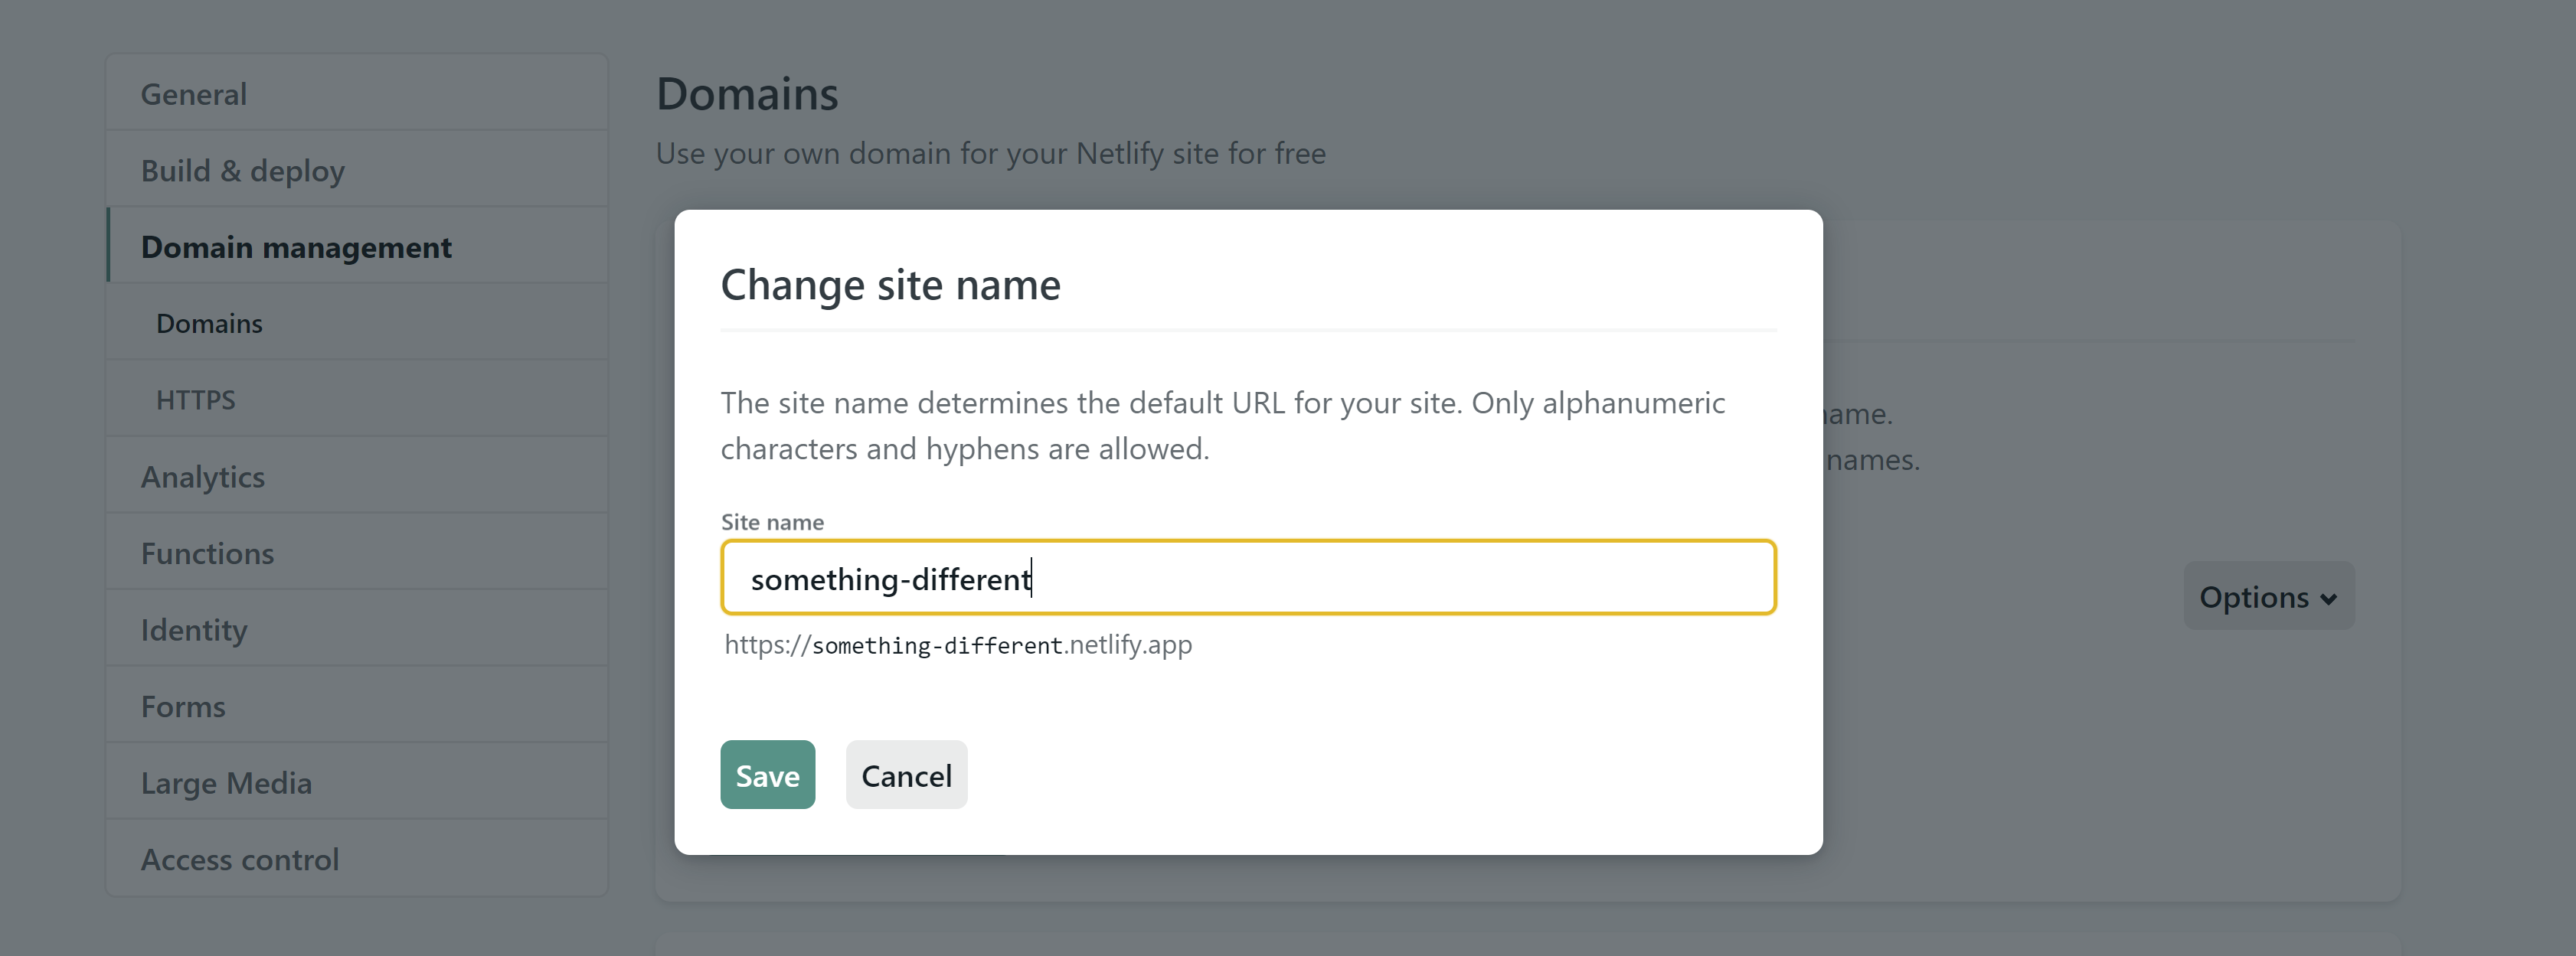 General
Build & deploy
Domain management
Domains
HTTPS
Analytics
Functions
Identity
Forms
Large Media
Access control
Domains
Use your own domain for your Netlify site for free
Change site name
The site name determines the default URL for your site. Only alphanumeric
characters and hyphens are allowed.
Site name
something-different
https://something-different.netlify.app
Save
Cancel
names.
Options